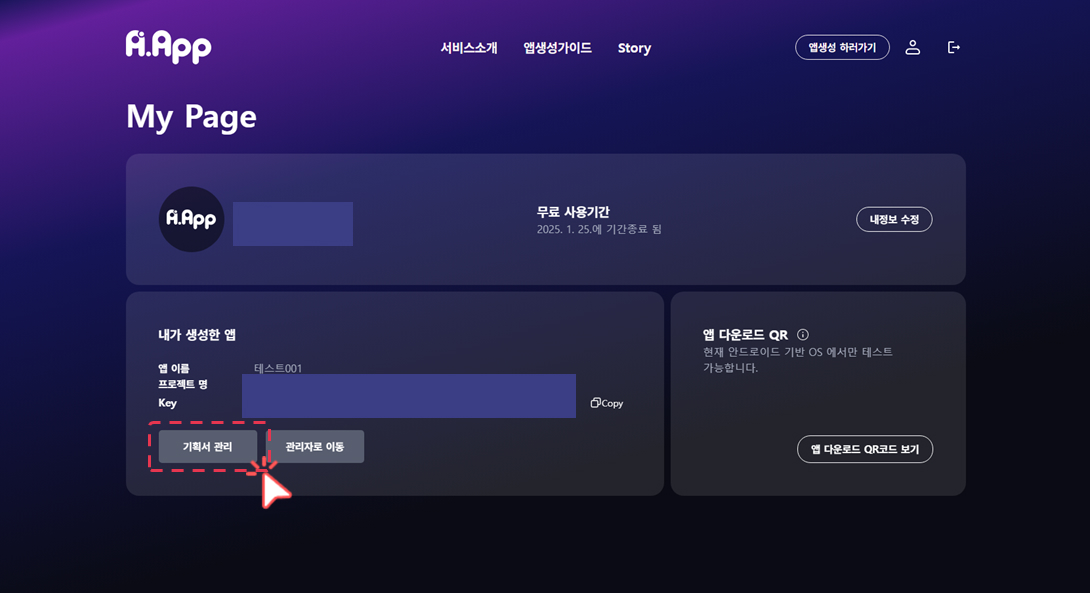 Ai.App
서비스소개 앱생성가이드 Story 앱생성 하러가기
My Page
Ai.App
무료 사용기간
2025. 1. 25.에 기간종료 됨
내정보 수정
내가 생성한 앱
앱 이름 테스트001
프로젝트 명
Key
Copy
기획서 관리 관리자로 이동
앱 다운로드 QR
현재 안드로이드 기반 OS 에서만 테스트
가능합니다.
앱 다운로드 QR코드 보기